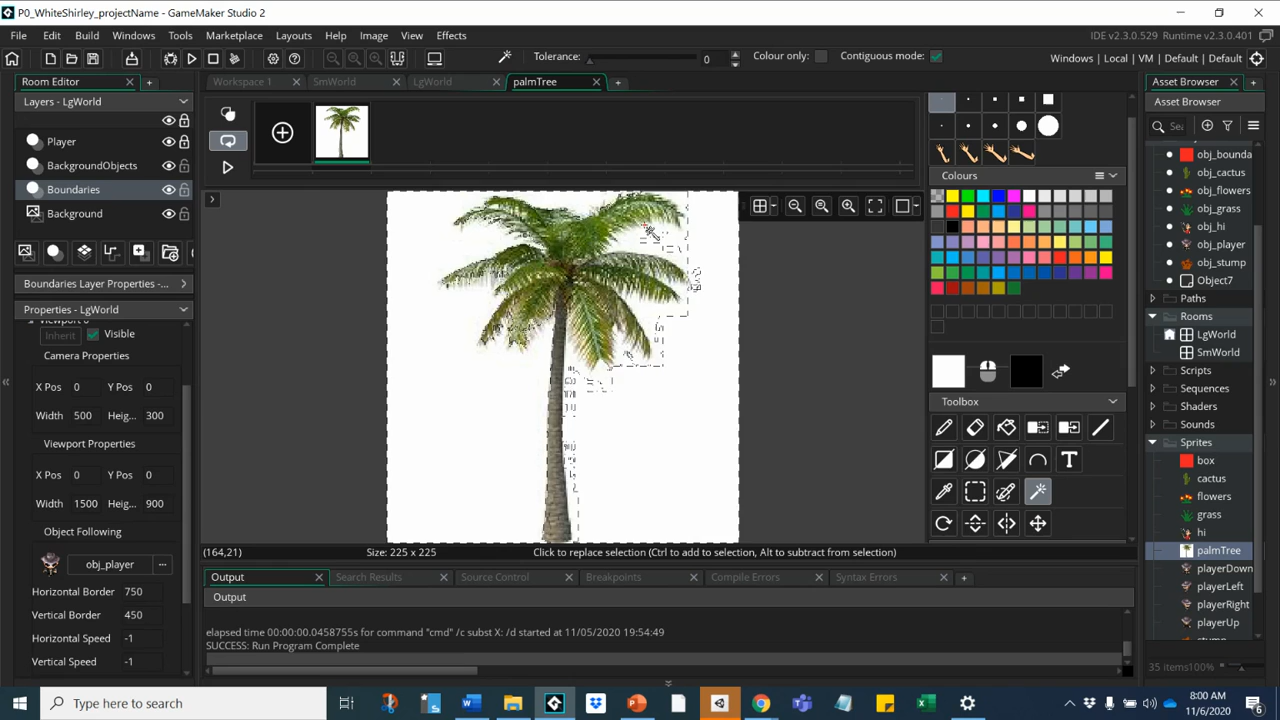 P0_WhiteShirley_projectName - GameMaker Studio 2
File Edit Build Windows Tools Marketplace Layouts Help Image View Effects
IDE v2.3.0.529 Runtime v2.3.0.401
Tolerance: 0 Colour only: Contiguous mode:
Windows | Local | VM | Default | Default
Room Editor
Workspace 1 SmWorld LgWorld palmTree
Asset Browser
Layers - LgWorld
Asset Browser
Player
BackgroundObjects
Boundaries
Background
Boundaries Layer Properties -
Properties - LgWorld
Inherit Visible
Camera Properties
X Pos 0 Y Pos 0
Width 500 Heig... 300
Viewport Properties
X Pos 0 Y Pos 0
Width 1500 Heig... 900
Object Following
obj_player ...
Horizontal Border 750
Vertical Border 450
Horizontal Speed -1
Vertical Speed -1
Colours
Toolbox
T
(164,21) Size: 225 x 225 Click to replace selection (Ctrl to add to selection, Alt to subtract from selection)
Output Search Results Source Control Breakpoints Compile Errors Syntax Errors
Output
elapsed time 00:00:00.0458755s for command "cmd" /c subst X: /d started at 11/05/2020 19:54:49
SUCCESS: Run Program Complete
Sea
obj_bounda
obj_cactus
obj_flowers
obj_grass
obj_hi
obj_player
obj_stump
Object7
Paths
Rooms
LgWorld
SmWorld
Scripts
Sequences
Shaders
Sounds
Sprites
box
cactus
flowers
grass
hi
palmTree
playerDown
playerLeft
playerRight
playerUp
stump
35 items 100%
Type here to search
8:00 AM
11/6/2020
6